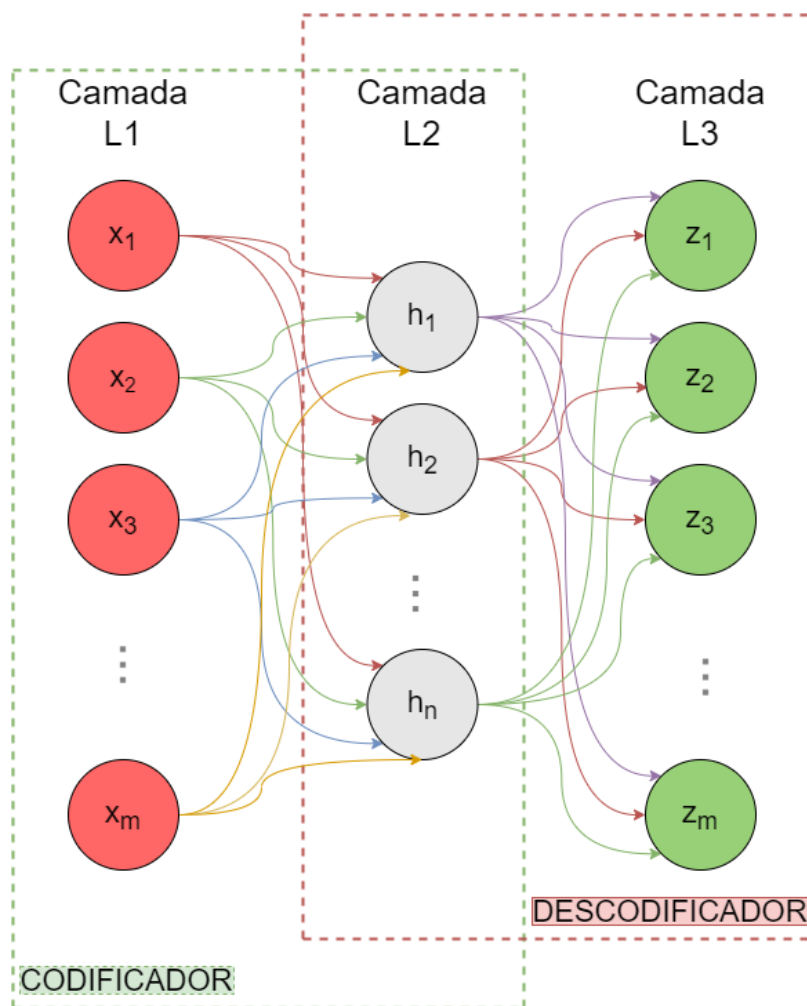 Camada
L1
Camada
L2
Camada
L3
x₁
x₂
x₃
⋮
xₘ
h₁
h₂
⋮
hₙ
z₁
z₂
z₃
⋮
zₘ
DESCODIFICADOR
CODIFICADOR